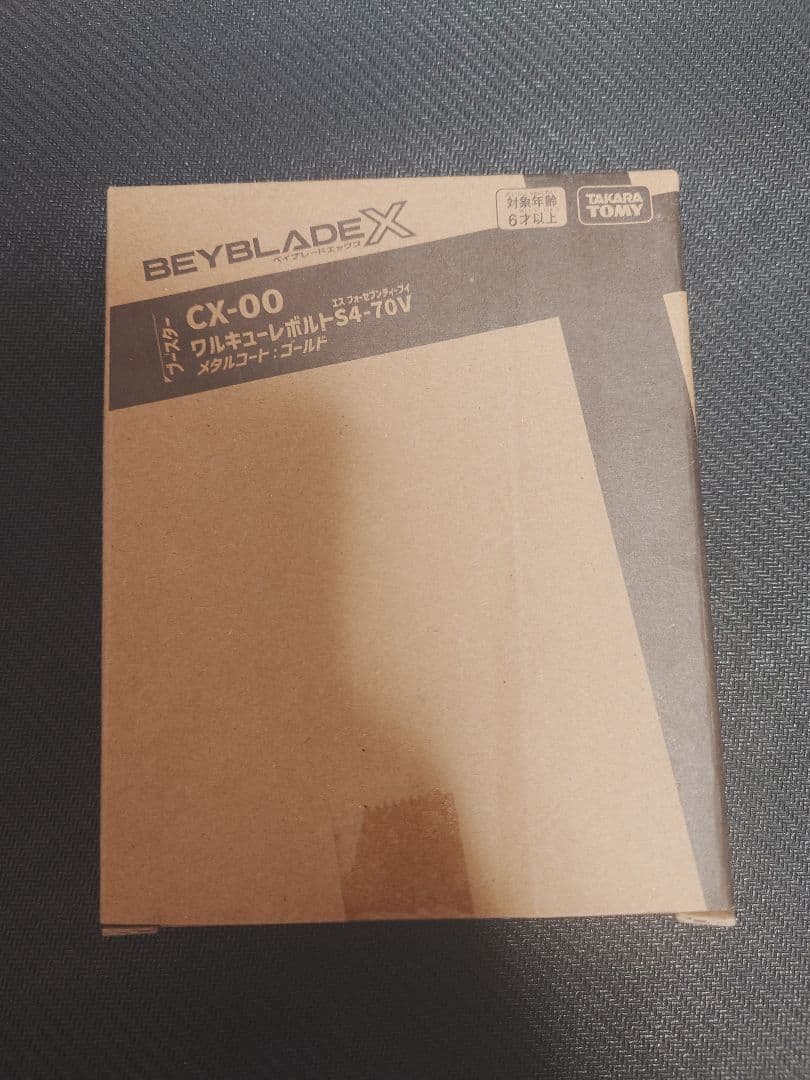 BEYBLADE X
ベイブレードエックス
対象年齢
6才以上
TAKARA
TOMY
ブースター
CX-00
エス フォーセブンティーブイ
ワルキューレボルトS4-70V
メタルコート：ゴールド